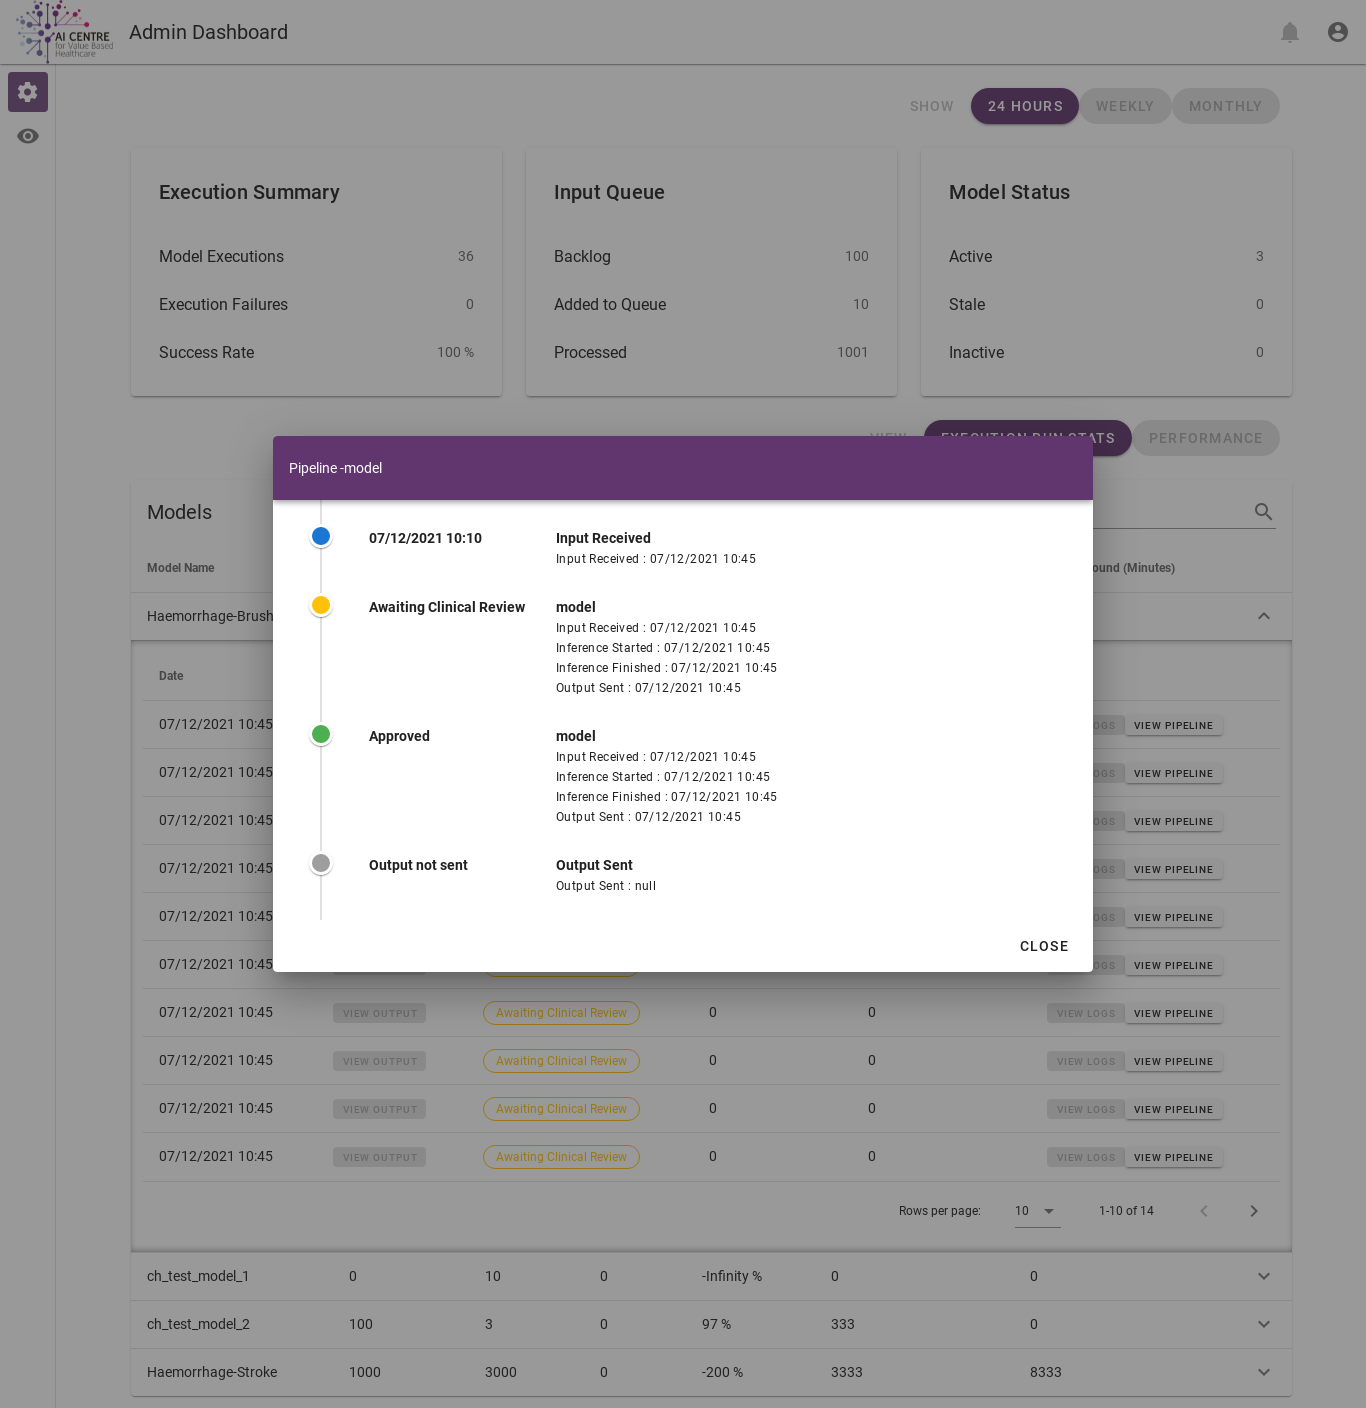 AI CENTRE
for Value Based
Healthcare
Admin Dashboard
SHOW 24 HOURS WEEKLY MONTHLY
Execution Summary
Model Executions 36
Execution Failures 0
Success Rate 100 %
Input Queue
Backlog 100
Added to Queue 10
Processed 1001
Model Status
Active 3
Stale 0
Inactive 0
VIEW EXECUTION RUN STATS PERFORMANCE
Pipeline -model
07/12/2021 10:10 Input Received
Input Received : 07/12/2021 10:45
Awaiting Clinical Review model
Input Received : 07/12/2021 10:45
Inference Started : 07/12/2021 10:45
Inference Finished : 07/12/2021 10:45
Output Sent : 07/12/2021 10:45
Approved model
Input Received : 07/12/2021 10:45
Inference Started : 07/12/2021 10:45
Inference Finished : 07/12/2021 10:45
Output Sent : 07/12/2021 10:45
Output not sent Output Sent
Output Sent : null
CLOSE
Models
Model Name (Minutes)
Haemorrhage-Brush
Date
07/12/2021 10:45 VIEW PIPELINE
07/12/2021 10:45 VIEW PIPELINE
07/12/2021 10:45 VIEW PIPELINE
07/12/2021 10:45 VIEW PIPELINE
07/12/2021 10:45 VIEW PIPELINE
07/12/2021 10:45 VIEW PIPELINE
07/12/2021 10:45 VIEW OUTPUT Awaiting Clinical Review 0 0 VIEW LOGS VIEW PIPELINE
07/12/2021 10:45 VIEW OUTPUT Awaiting Clinical Review 0 0 VIEW LOGS VIEW PIPELINE
07/12/2021 10:45 VIEW OUTPUT Awaiting Clinical Review 0 0 VIEW LOGS VIEW PIPELINE
07/12/2021 10:45 VIEW OUTPUT Awaiting Clinical Review 0 0 VIEW LOGS VIEW PIPELINE
Rows per page: 10 1-10 of 14
ch_test_model_1 0 10 0 -Infinity % 0 0
ch_test_model_2 100 3 0 97 % 333 0
Haemorrhage-Stroke 1000 3000 0 -200 % 3333 8333